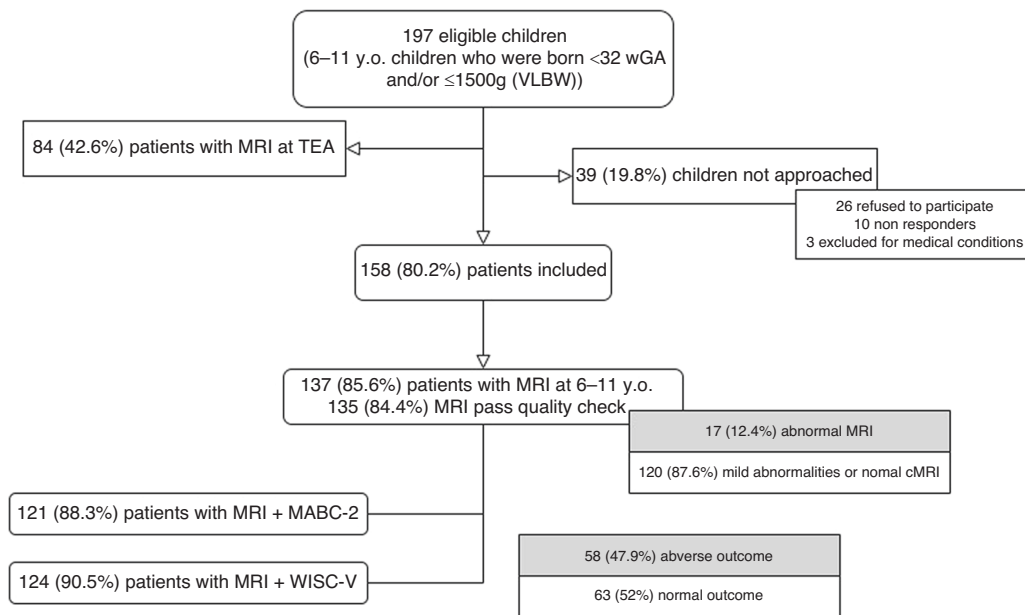 197 eligible children
(6–11 y.o. children who were born <32 wGA
and/or ≤1500g (VLBW))
84 (42.6%) patients with MRI at TEA
39 (19.8%) children not approached
26 refused to participate
10 non responders
3 excluded for medical conditions
158 (80.2%) patients included
137 (85.6%) patients with MRI at 6–11 y.o.
135 (84.4%) MRI pass quality check
17 (12.4%) abnormal MRI
120 (87.6%) mild abnormalities or nomal cMRI
121 (88.3%) patients with MRI + MABC-2
58 (47.9%) abverse outcome
124 (90.5%) patients with MRI + WISC-V
63 (52%) normal outcome